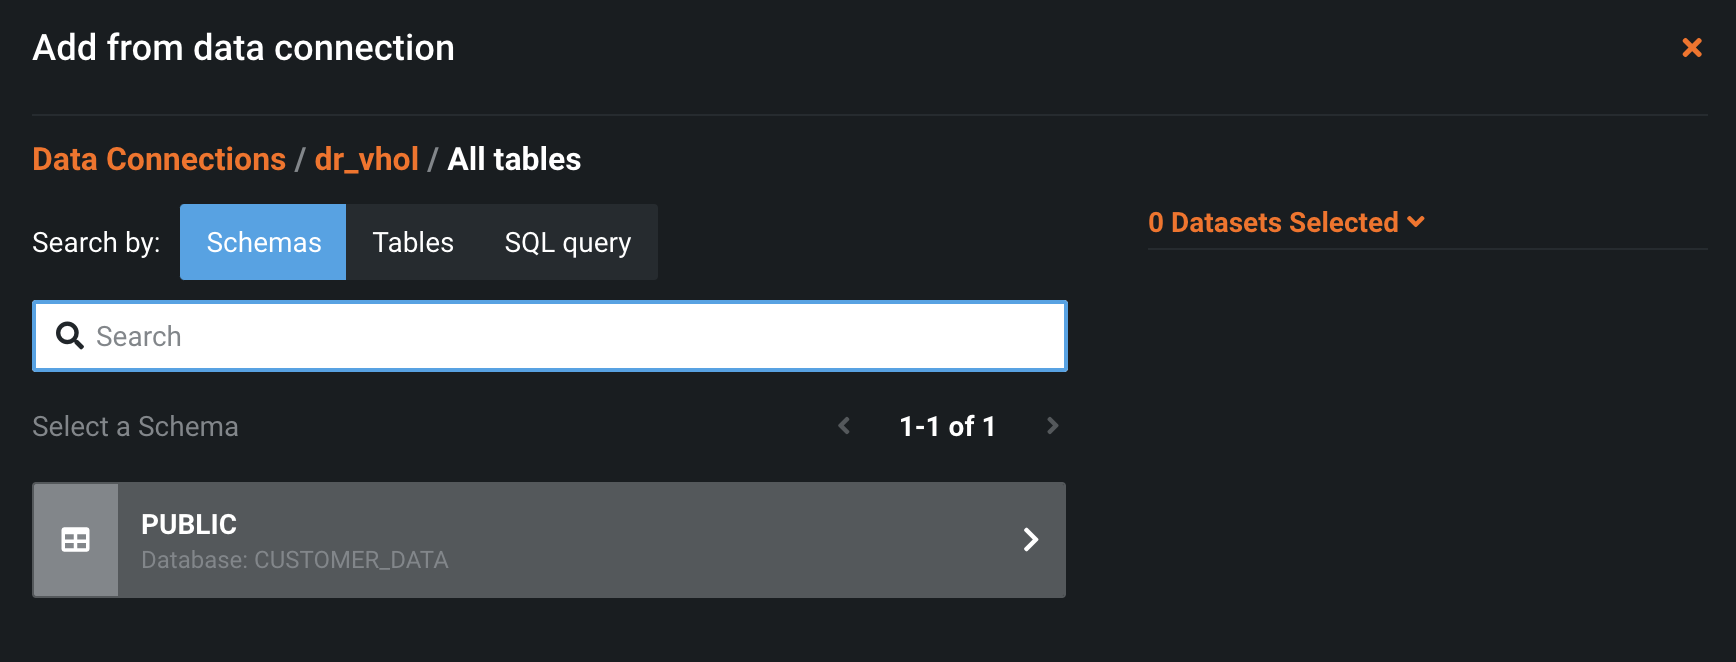 Add from data connection
Data Connections / dr_vhol / All tables
Search by: Schemas Tables SQL query
0 Datasets Selected
Search
Select a Schema
1-1 of 1
PUBLIC
Database: CUSTOMER_DATA